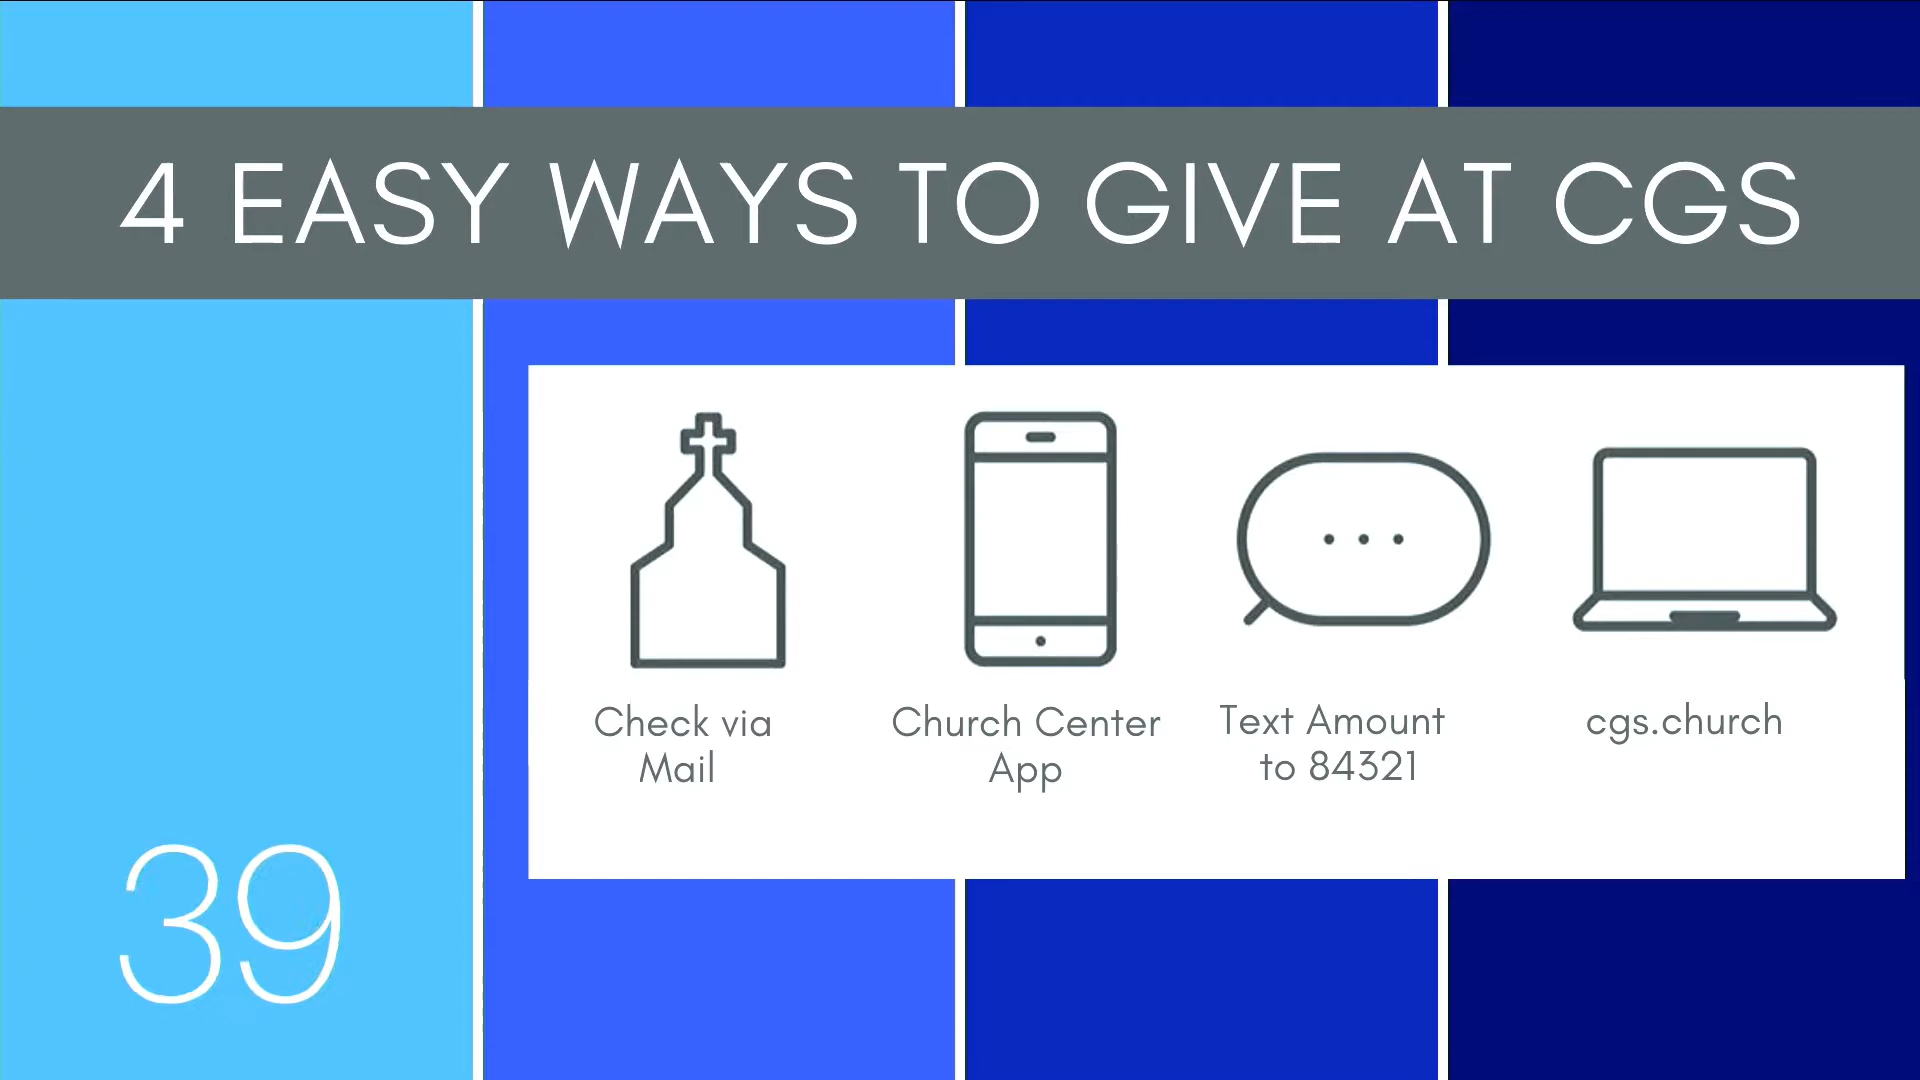 4 EASY WAYS TO GIVE AT CGS
Check via
Mail
Church Center
App
Text Amount
to 84321
cgs.church
39